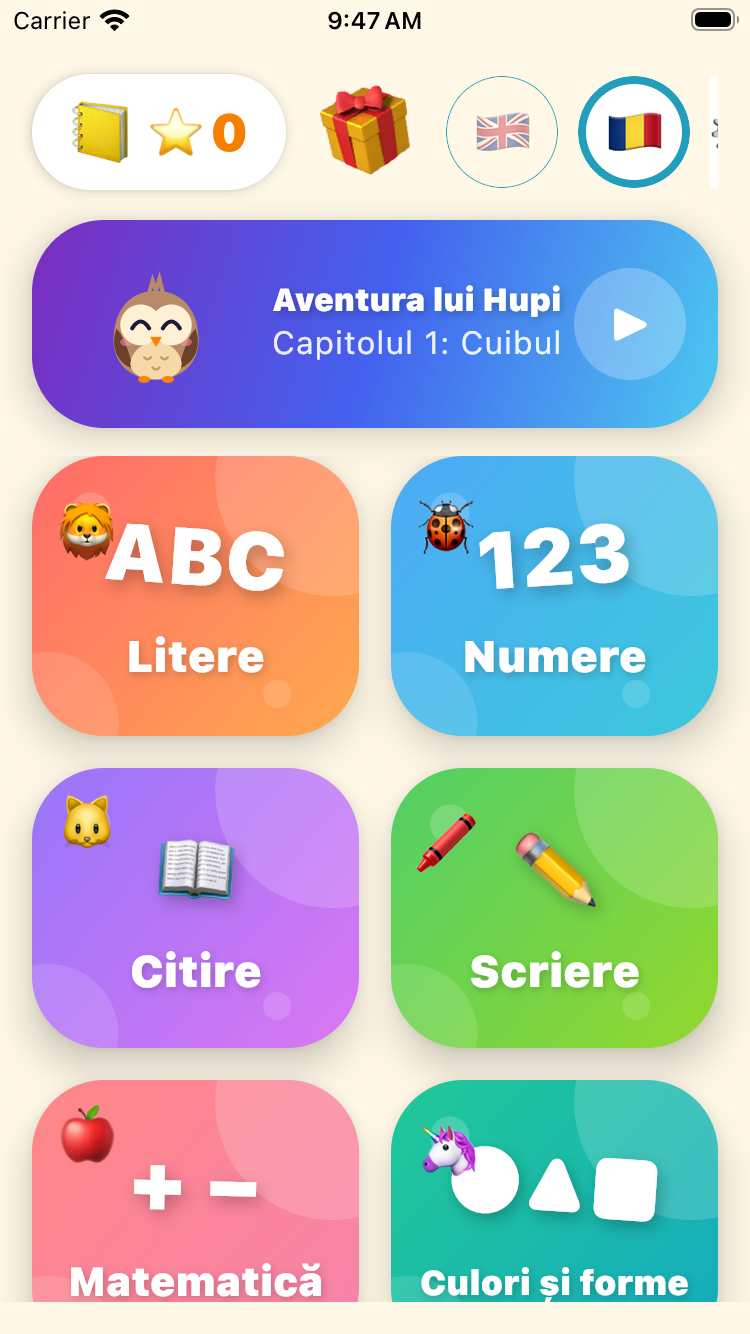 Carrier 9:47 AM
0
Aventura lui Hupi
Capitolul 1: Cuibul
ABC
Litere
123
Numere
Citire
Scriere
+ −
Matematică
Culori și forme